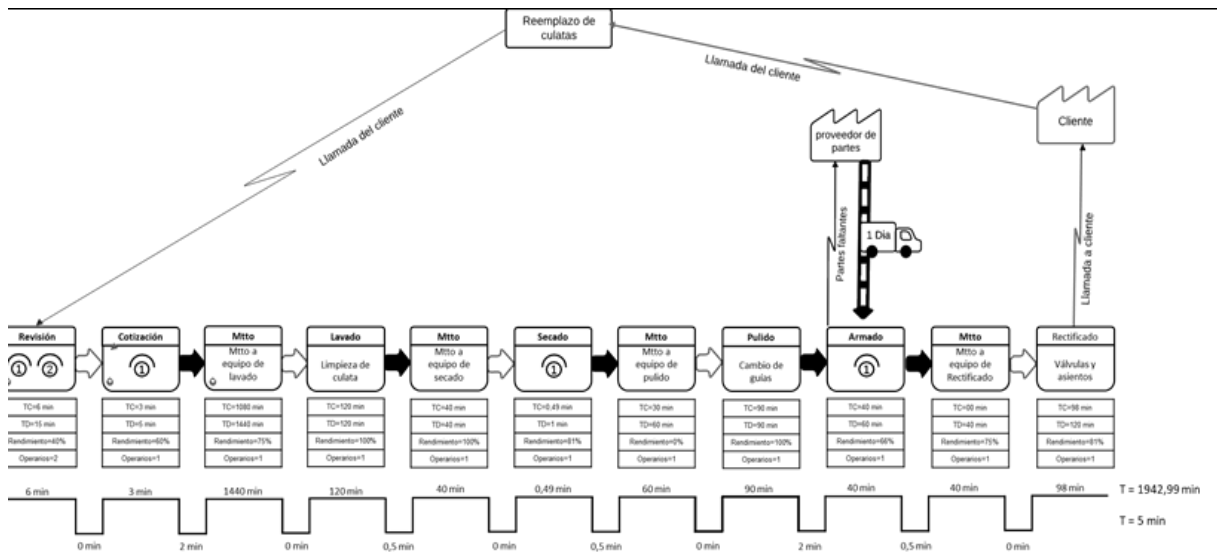 Reemplazo de
culatas
Llamada del cliente
Llamada del cliente
Cliente
proveedor de
partes
Partes faltantes
1 Dia
Llamada a cliente
Revisión
1 2
TC=6 min
TD=15 min
Rendimiento=40%
Operarios=2
Cotización
1
TC=3 min
TD=5 min
Rendimiento=60%
Operarios=1
Mtto
Mtto a
equipo de
lavado
TC=1080 min
TD=1440 min
Rendimiento=75%
Operarios=1
Lavado
Limpieza de
culata
TC=120 min
TD=120 min
Rendimiento=100%
Operarios=1
Mtto
Mtto a
equipo de
secado
TC=40 min
TD=40 min
Rendimiento=100%
Operarios=1
Secado
1
TC=0.49 min
TD=1 min
Rendimiento=81%
Operarios=1
Mtto
Mtto a
equipo de
pulido
TC=30 min
TD=60 min
Rendimiento=0%
Operarios=1
Pulido
Cambio de
guías
TC=90 min
TD=90 min
Rendimiento=100%
Operarios=1
Armado
1
TC=40 min
TD=60 min
Rendimiento=66%
Operarios=1
Mtto
Mtto a
equipo de
Rectificado
TC=00 min
TD=40 min
Rendimiento=75%
Operarios=1
Rectificado
Válvulas y
asientos
TC=98 min
TD=120 min
Rendimiento=81%
Operarios=1
6 min 3 min 1440 min 120 min 40 min 0,49 min 60 min 90 min 40 min 40 min 98 min T = 1942,99 min
T = 5 min
0 min 2 min 0 min 0,5 min 0 min 0,5 min 0 min 2 min 0,5 min 0 min